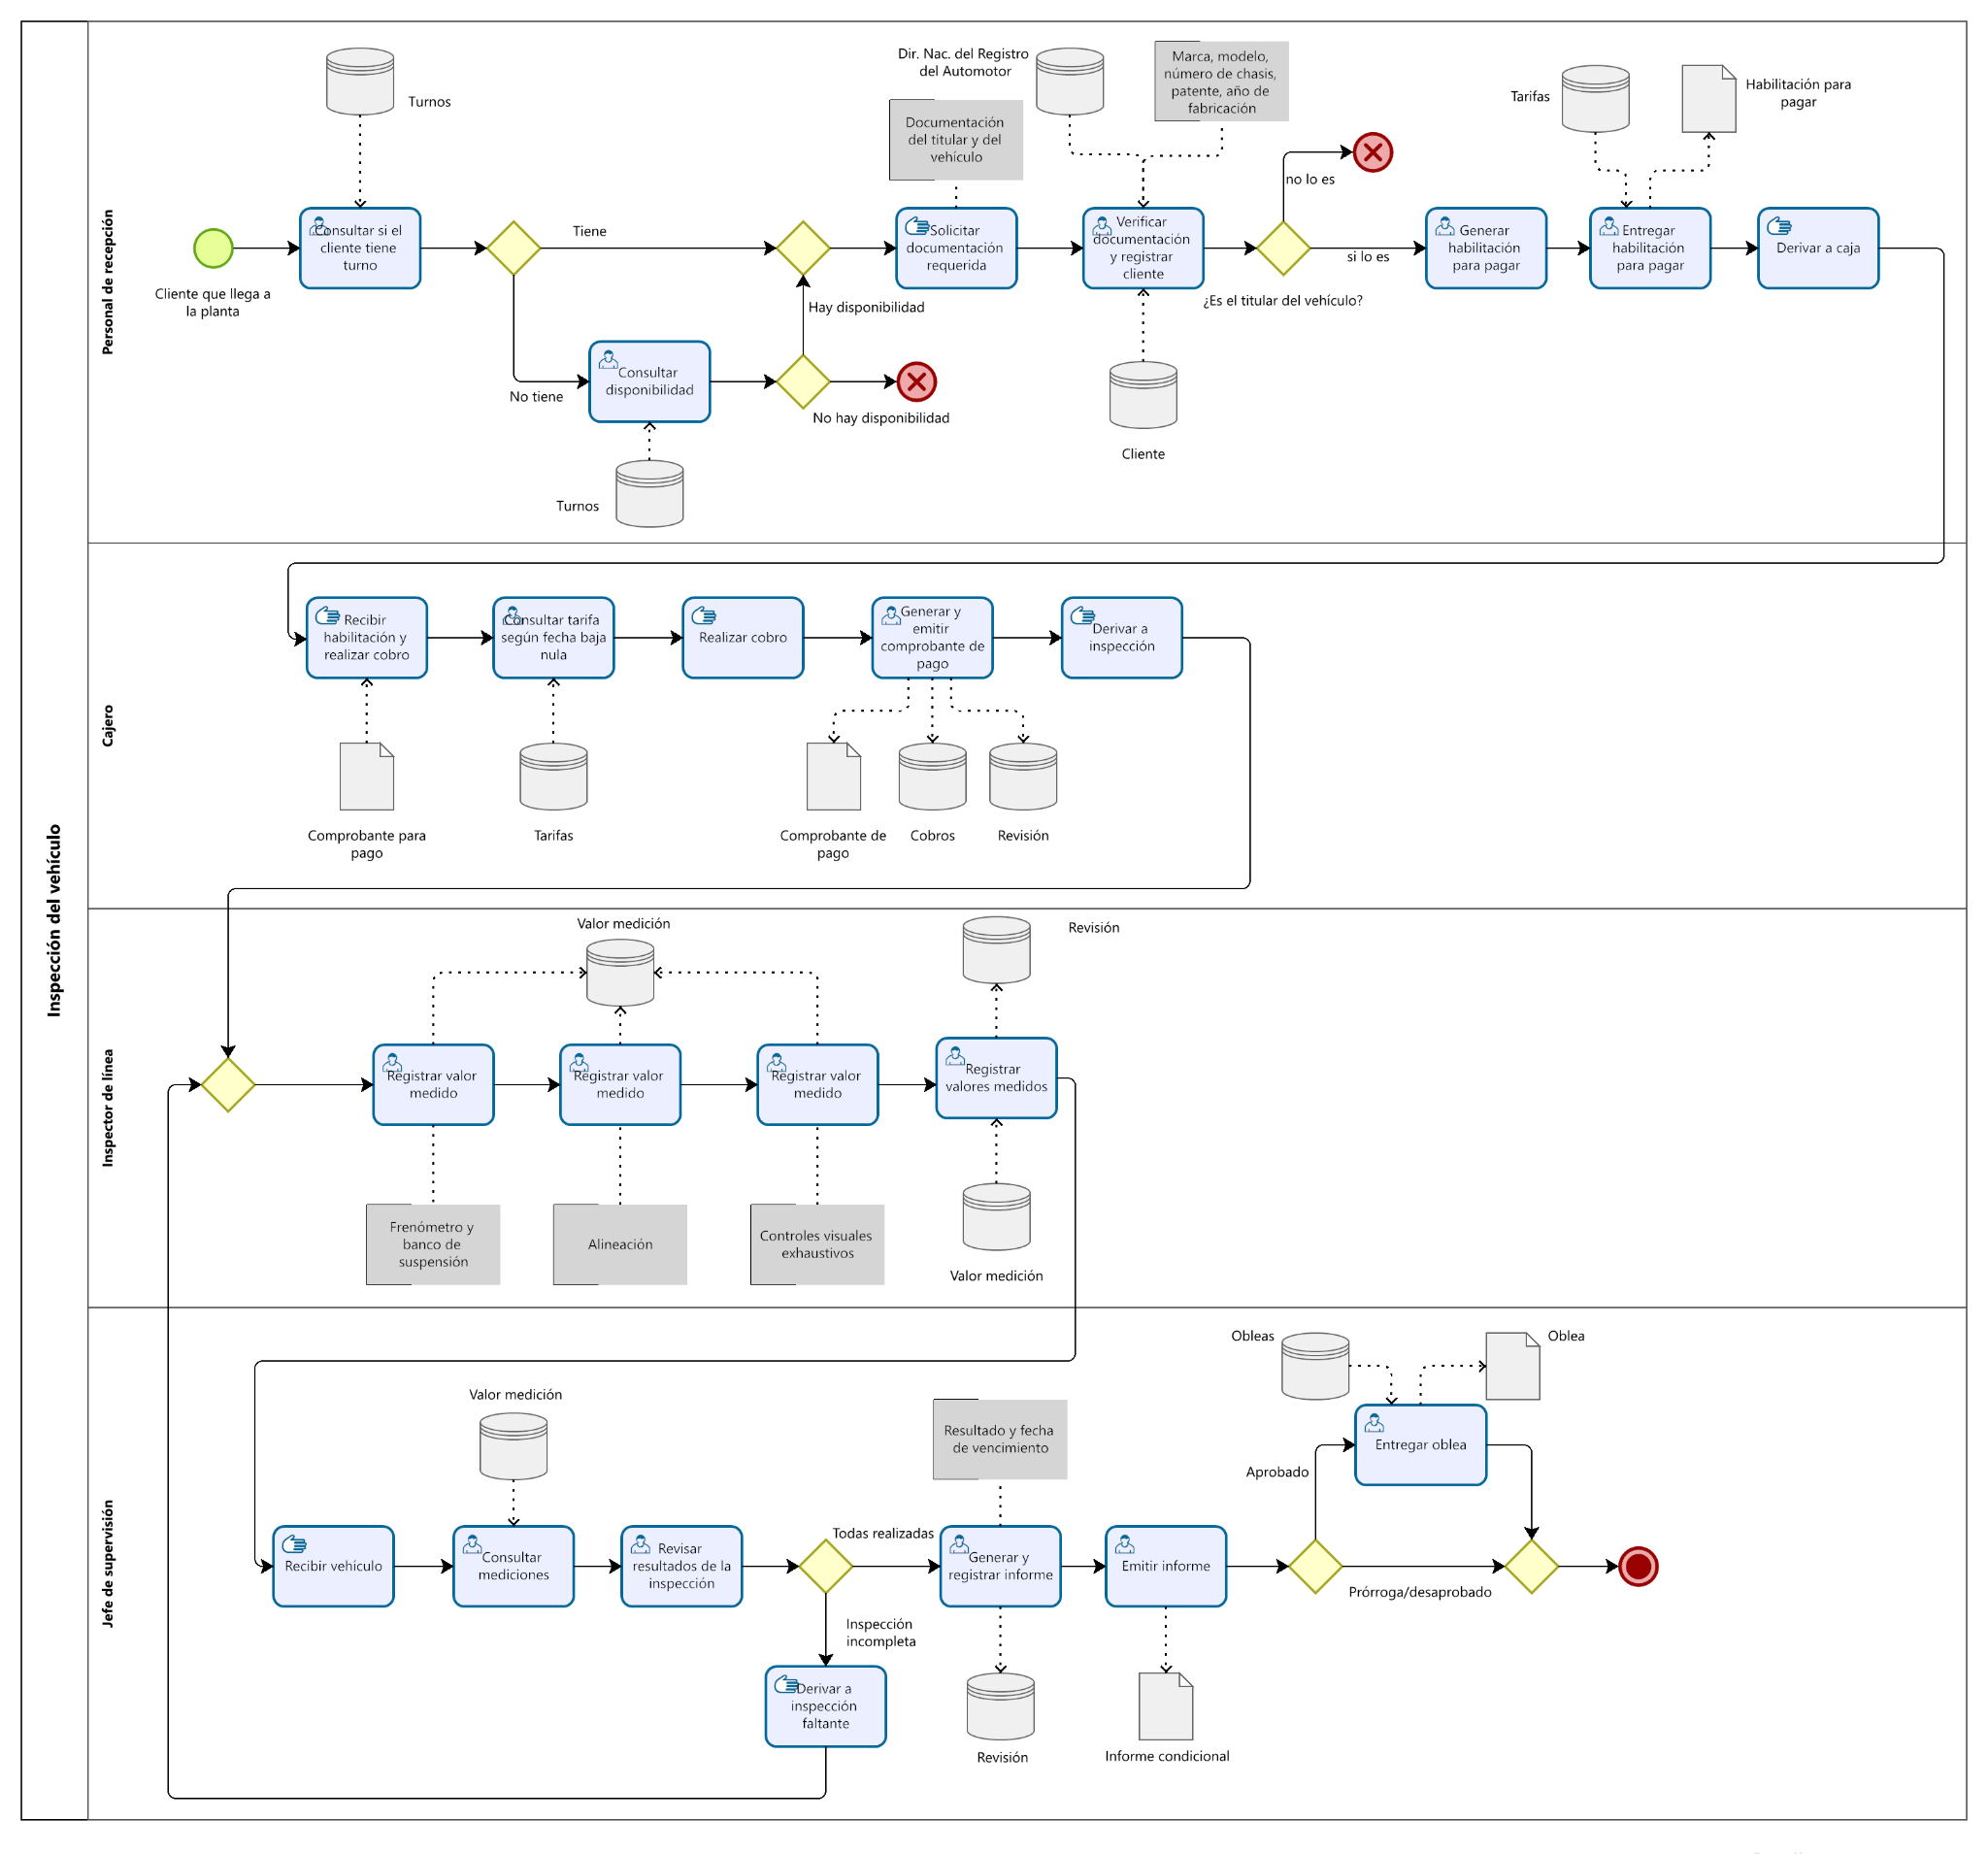 Inspección del vehículo
Personal de recepción
Turnos
Dir. Nac. del Registro
del Automotor
Marca, modelo,
número de chasis,
patente, año de
fabricación
Documentación
del titular y del
vehículo
Tarifas
Habilitación para
pagar
no lo es
Cliente que llega a
la planta
Consultar si el
cliente tiene
turno
Tiene
Solicitar
documentación
requerida
Verificar
documentación
y registrar
cliente
si lo es
¿Es el titular del vehículo?
Generar
habilitación
para pagar
Entregar
habilitación
para pagar
Derivar a caja
Hay disponibilidad
No tiene
Consultar
disponibilidad
No hay disponibilidad
Turnos
Cliente
Cajero
Recibir
habilitación y
realizar cobro
Consultar tarifa
según fecha baja
nula
Realizar cobro
Generar y
emitir
comprobante de
pago
Derivar a
inspección
Comprobante para
pago
Tarifas
Comprobante de
pago
Cobros
Revisión
Inspector de línea
Valor medición
Revisión
Registrar valor
medido
Registrar valor
medido
Registrar valor
medido
Registrar
valores medidos
Frenómetro y
banco de
suspensión
Alineación
Controles visuales
exhaustivos
Valor medición
Jefe de supervisión
Obleas
Oblea
Valor medición
Resultado y fecha
de vencimiento
Entregar oblea
Aprobado
Recibir vehículo
Consultar
mediciones
Revisar
resultados de la
inspección
Todas realizadas
Generar y
registrar informe
Emitir informe
Prórroga/desaprobado
Inspección
incompleta
Derivar a
inspección
faltante
Revisión
Informe condicional